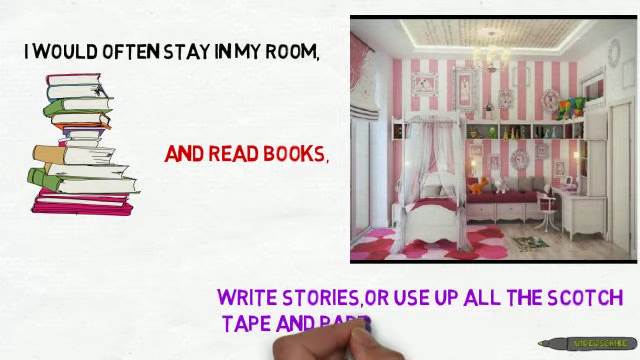 I WOULD OFTEN STAY IN MY ROOM,
AND READ BOOKS,
WRITE STORIES,OR USE UP ALL THE SCOTCH
TAPE AND
VIDEOSCRIBE